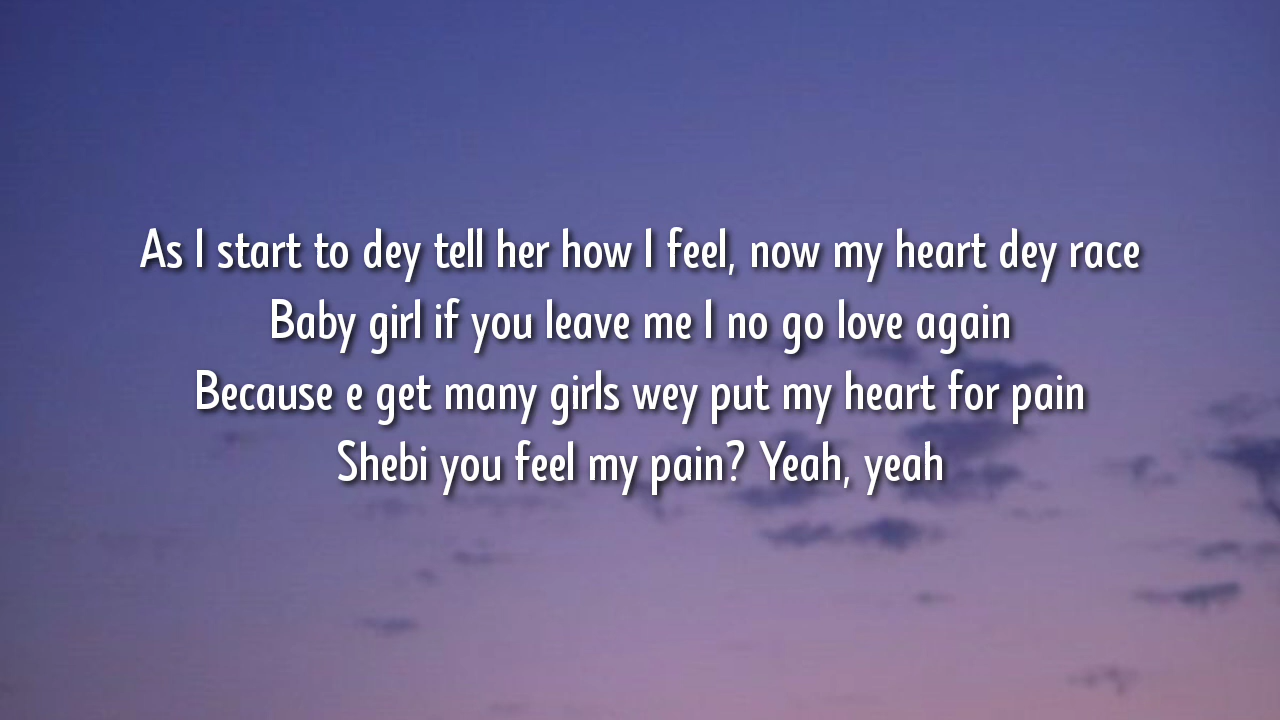 As I start to dey tell her how I feel, now my heart dey race
Baby girl if you leave me I no go love again
Because e get many girls wey put my heart for pain
Shebi you feel my pain? Yeah, yeah